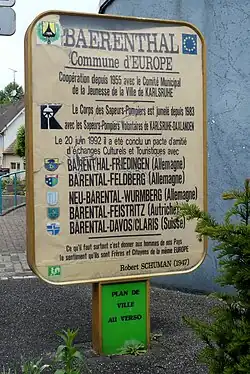 BAERENTHAL
Commune d'EUROPE
Coopération depuis 1955 avec le Comité Municipal
de la Jeunesse de la Ville de KARLSRUHE
Le Corps des Sapeurs-Pompiers est jumelé depuis 1983
avec les Sapeurs-Pompiers Volontaires de KARLSRUHE-DAXLANDEN
Le 20 juin 1992 il a été conclu un pacte d'amitié
d'échanges Culturels et Touristiques avec
BÄRENTHAL-FRIEDINGEN (Allemagne)
BÄRENTAL-FELDBERG (Allemagne)
NEU-BÄRENTAL-WURMBERG (Allemagne)
BÄRENTAL-FEISTRITZ (Autriche)
BÄRENTAL-DAVOS/CLARIS (Suisse)
Ce qu'il faut surtout c'est donner aux hommes de nos Pays
le sentiment qu'ils sont Frères et Citoyens de la même EUROPE
Robert SCHUMAN (1947)
PLAN DE
VILLE
AU VERSO